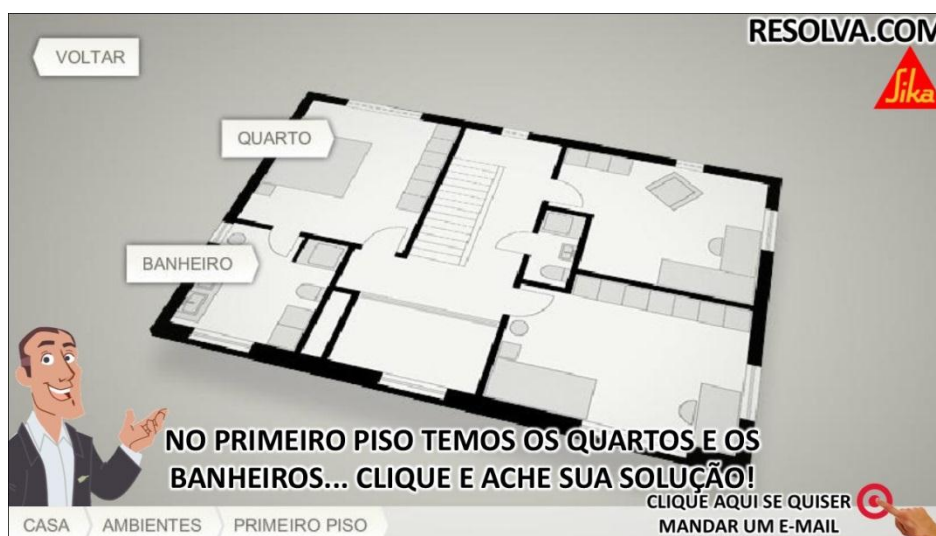 RESOLVA.COM
VOLTAR
Sika
QUARTO
BANHEIRO
NO PRIMEIRO PISO TEMOS OS QUARTOS E OS
BANHEIROS... CLIQUE E ACHE SUA SOLUÇÃO!
CLIQUE AQUI SE QUISER
MANDAR UM E-MAIL
CASA AMBIENTES PRIMEIRO PISO